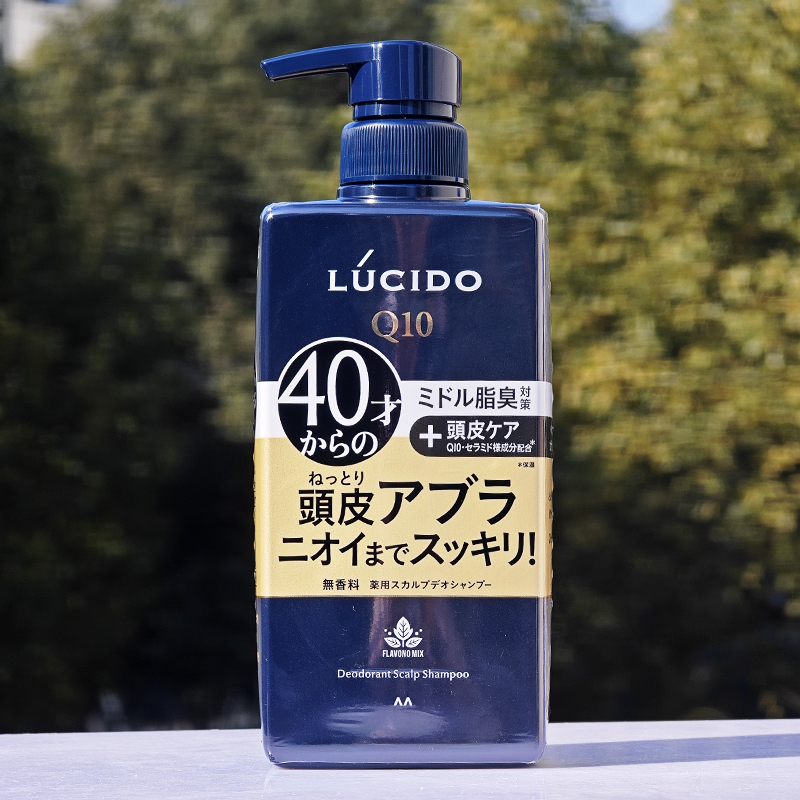 LÚCIDO
Q10
40才
からの
ミドル脂臭対策
+頭皮ケア
Q10・セラミド様成分配合*
*保湿
ねっとり
頭皮アブラ
ニオイまでスッキリ!
無香料 薬用スカルプデオシャンプー
FLAVONO MIX
Deodorant Scalp Shampoo